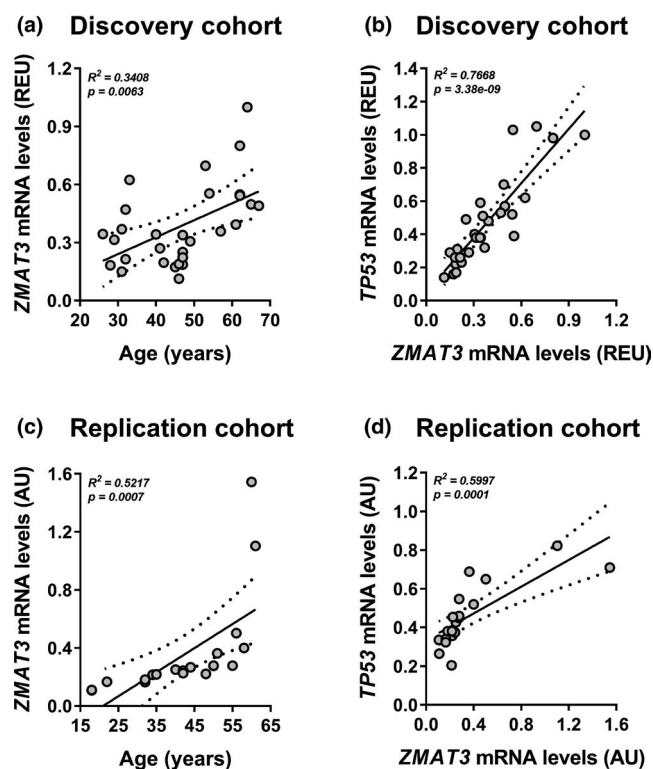 (a) Discovery cohort
R² = 0.3408
p = 0.0063
ZMAT3 mRNA levels (REU)
1.2
0.9
0.6
0.3
0.0
20 30 40 50 60 70
Age (years)
(b) Discovery cohort
R² = 0.7668
p = 3.38e-09
TP53 mRNA levels (REU)
1.4
1.2
1.0
0.8
0.6
0.4
0.2
0.0
0.0 0.3 0.6 0.9 1.2
ZMAT3 mRNA levels (REU)
(c) Replication cohort
R² = 0.5217
p = 0.0007
ZMAT3 mRNA levels (AU)
1.6
1.2
0.8
0.4
0.0
15 25 35 45 55 65
Age (years)
(d) Replication cohort
R² = 0.5997
p = 0.0001
TP53 mRNA levels (AU)
1.2
1.0
0.8
0.6
0.4
0.2
0.0
0.0 0.4 0.8 1.2 1.6
ZMAT3 mRNA levels (AU)